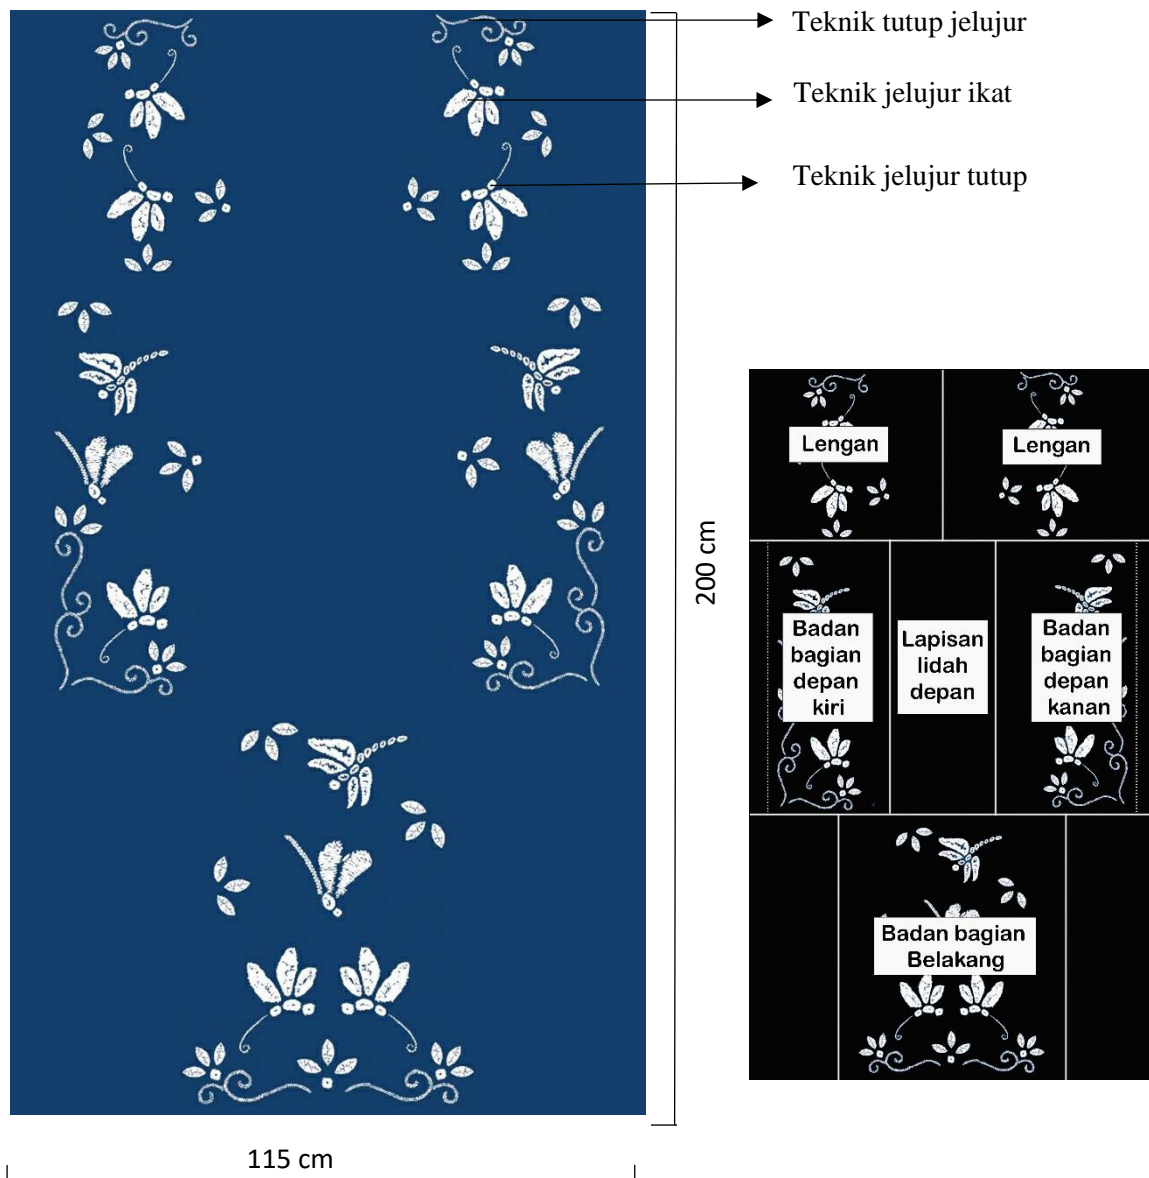 Teknik tutup jelujur
Teknik jelujur ikat
Teknik jelujur tutup
200 cm
115 cm
Lengan
Lengan
Badan
bagian
depan
kiri
Lapisan
lidah
depan
Badan
bagian
depan
kanan
Badan bagian
Belakang